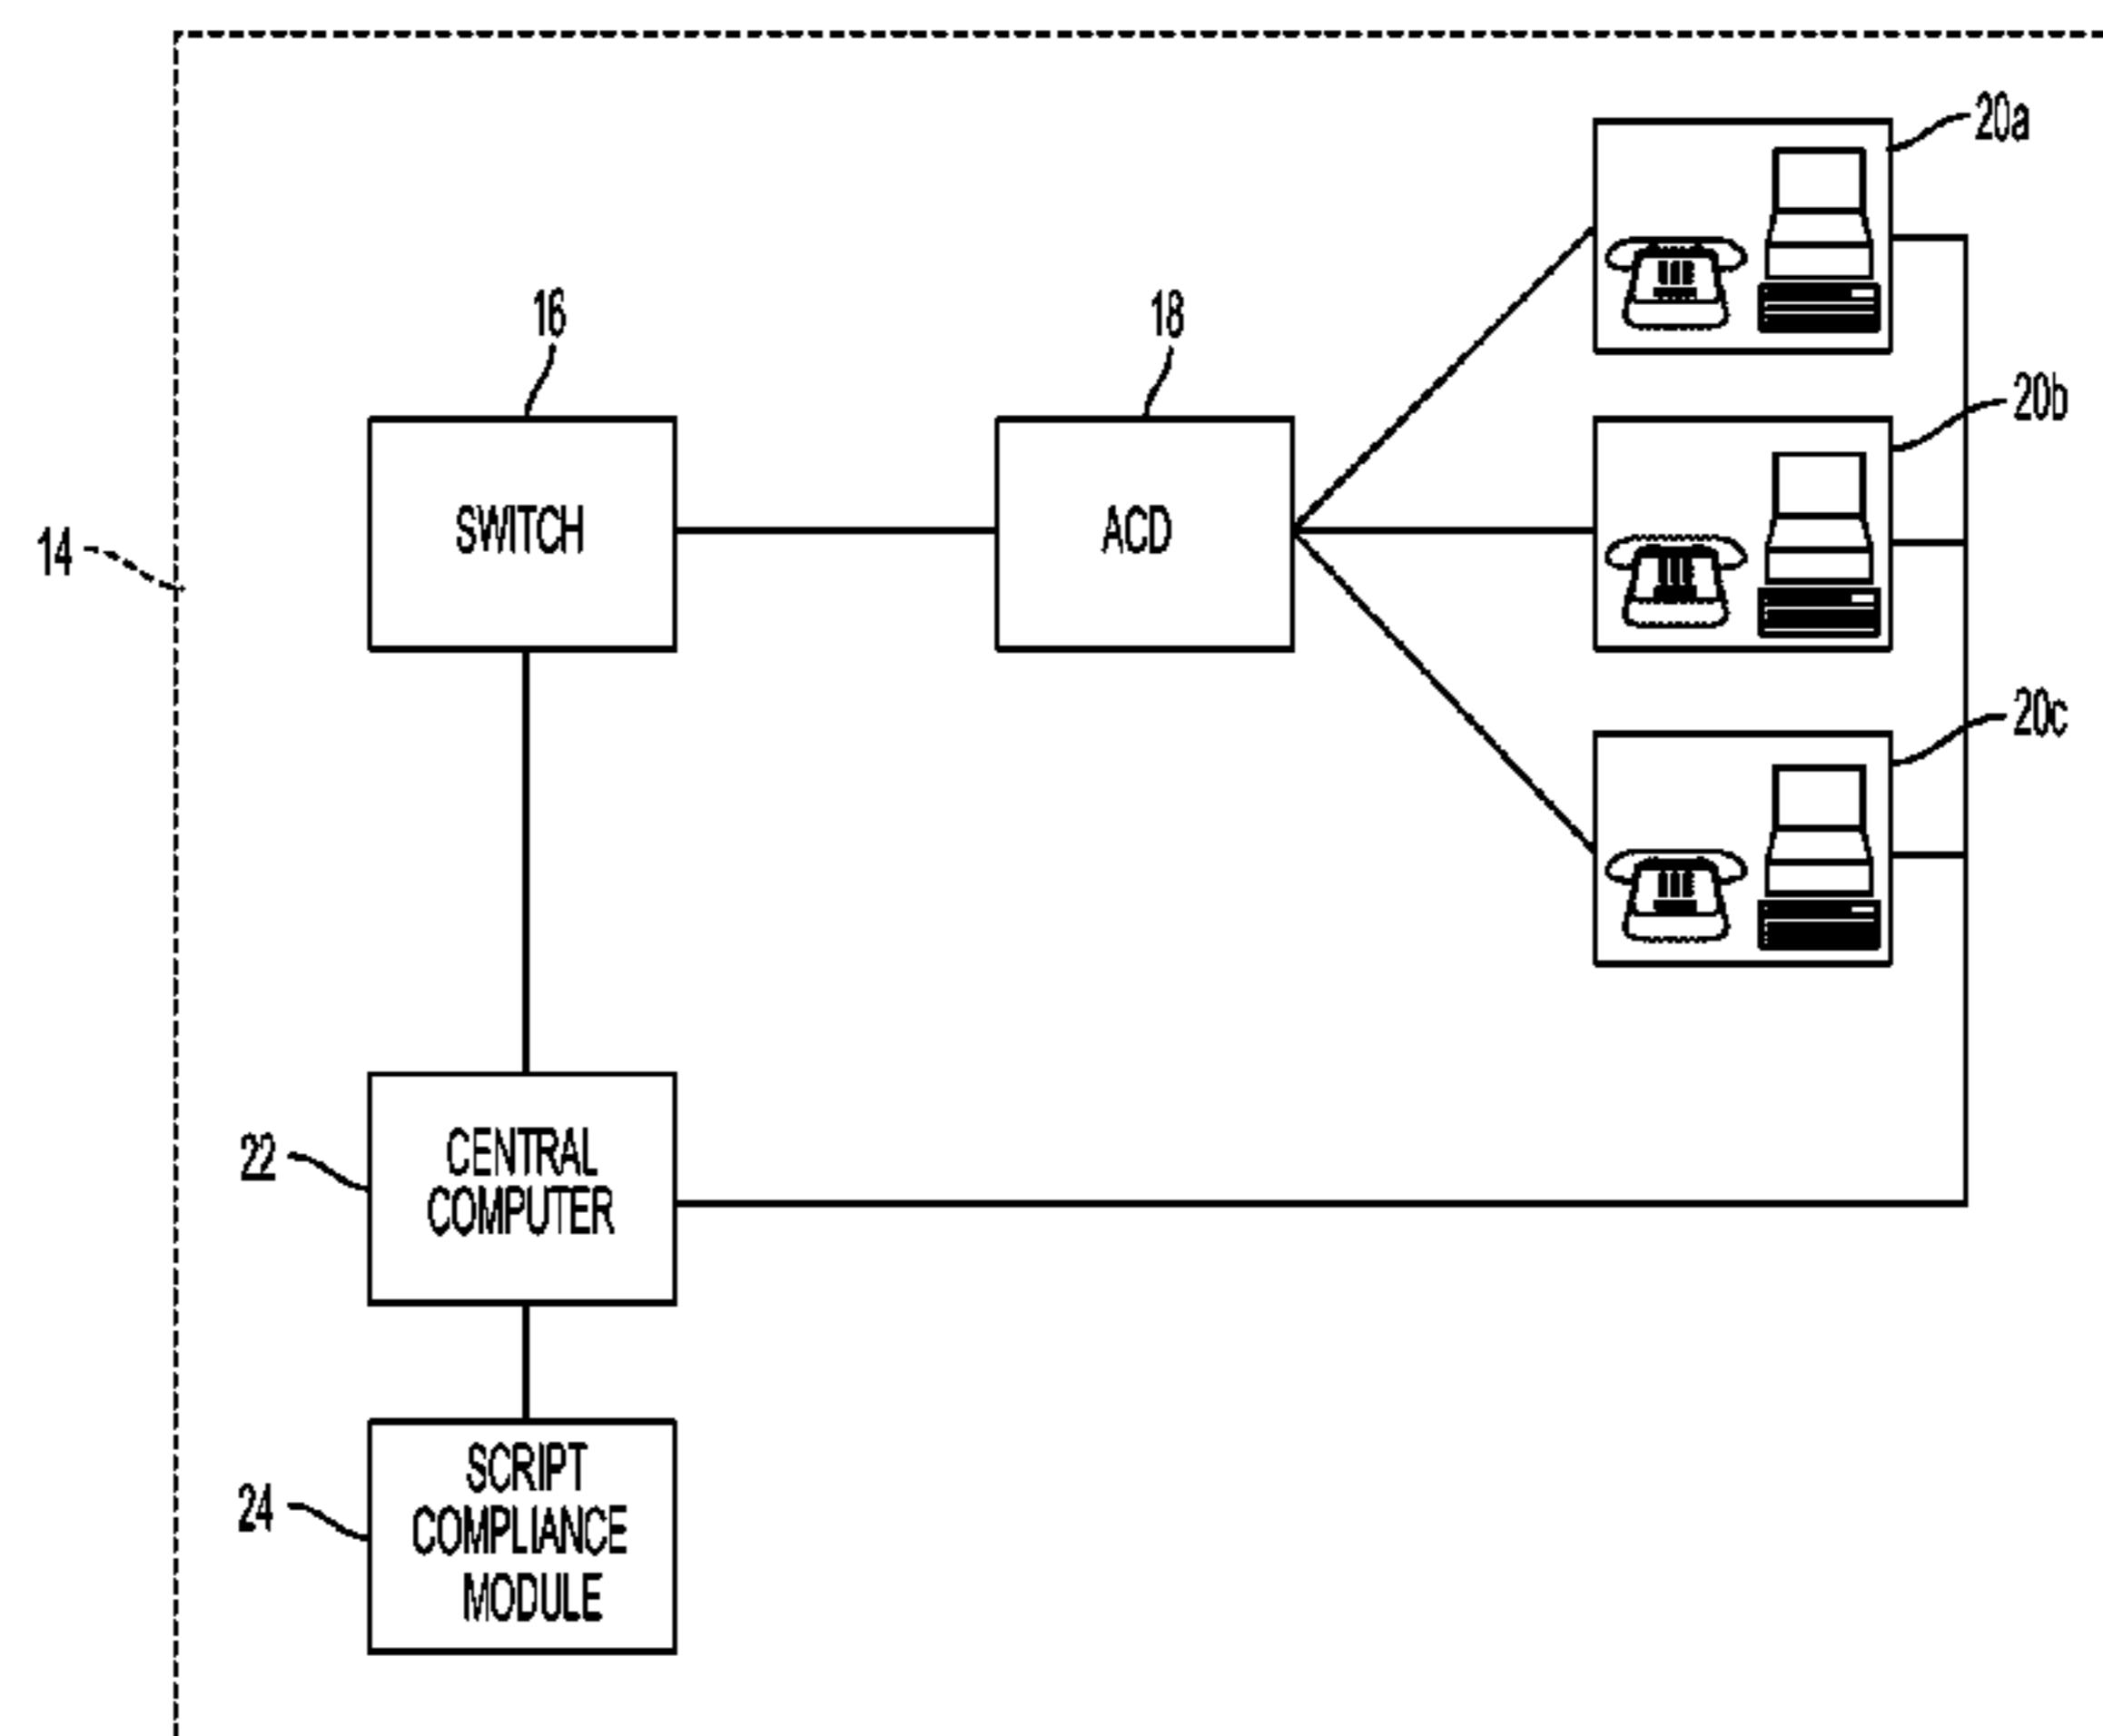 20a
16
18
20b
SWITCH
ACD
14
20c
22
CENTRAL
COMPUTER
24
SCRIPT
COMPLIANCE
MODULE